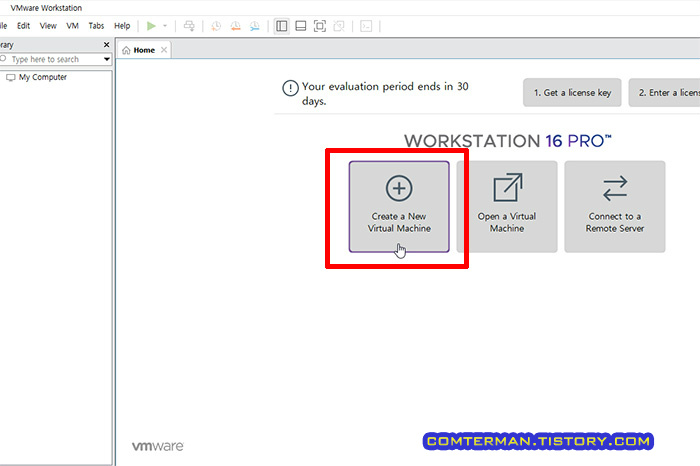 VMware Workstation
ile Edit View VM Tabs Help
rary
Type here to search
Home
My Computer
Your evaluation period ends in 30
days.
1. Get a license key
2. Enter a licens
WORKSTATION 16 PRO™
Create a New
Virtual Machine
Open a Virtual
Machine
Connect to a
Remote Server
vmware
COMTERMAN.TISTORY.COM